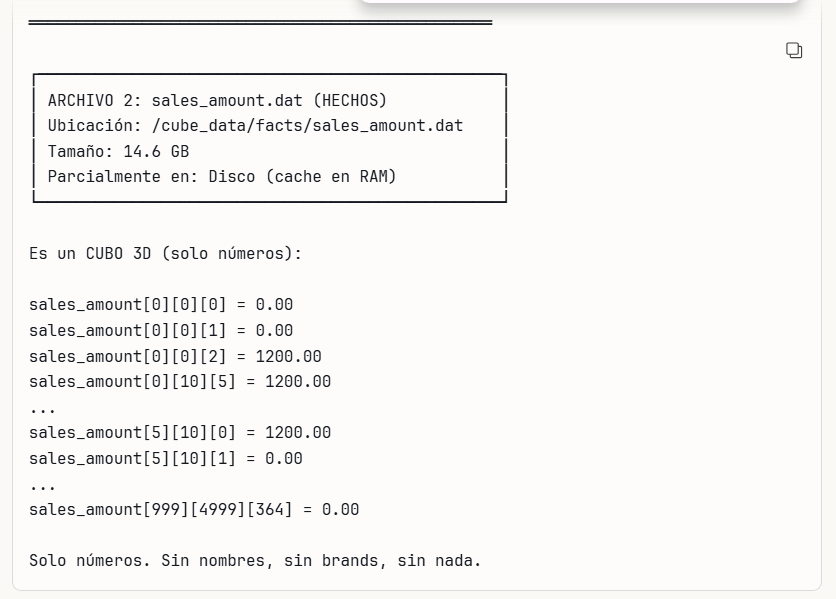 ARCHIVO 2: sales_amount.dat (HECHOS)
Ubicación: /cube_data/facts/sales_amount.dat
Tamaño: 14.6 GB
Parcialmente en: Disco (cache en RAM)
Es un CUBO 3D (solo números):
sales_amount[0][0][0] = 0.00
sales_amount[0][0][1] = 0.00
sales_amount[0][0][2] = 1200.00
sales_amount[0][10][5] = 1200.00
...
sales_amount[5][10][0] = 1200.00
sales_amount[5][10][1] = 0.00
...
sales_amount[999][4999][364] = 0.00
Solo números. Sin nombres, sin brands, sin nada.